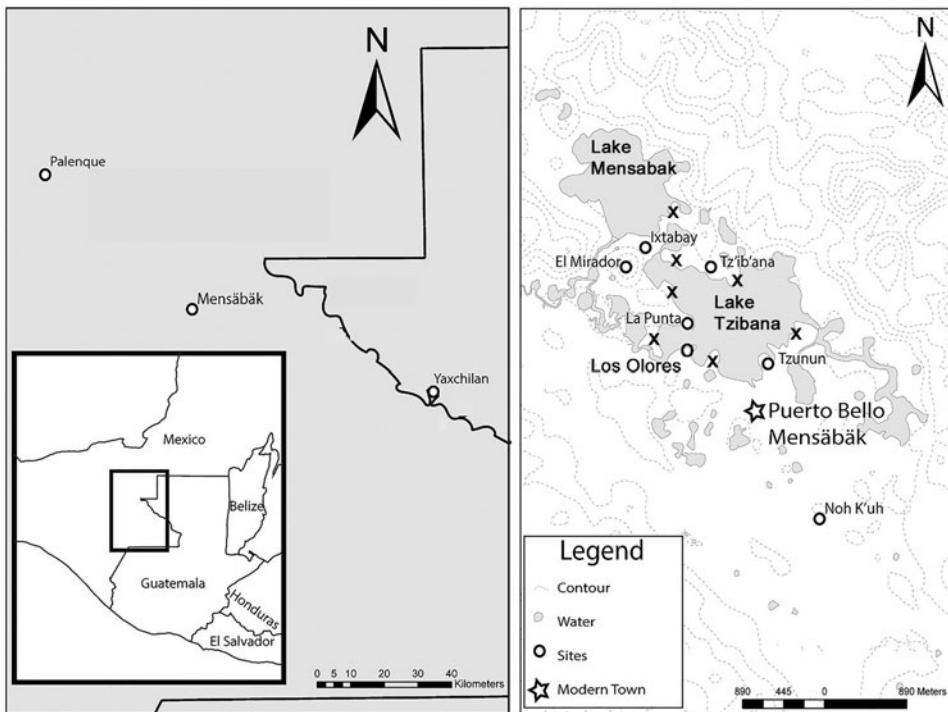 N
Palenque
Mensäbäk
Yaxchilan
Mexico
Belize
Guatemala
Honduras
El Salvador
0 5 10 20 30 40
Kilometers
N
Lake
Mensabak
X
Ixtabay
El Mirador
X
Tz'ib'ana
X
X
Lake
Tzibana
La Punta
X
X
Los Olores
X
Tzunun
Puerto Bello
Mensäbäk
Noh K'uh
Legend
Contour
Water
Sites
Modern Town
890 445 0 890 Meters